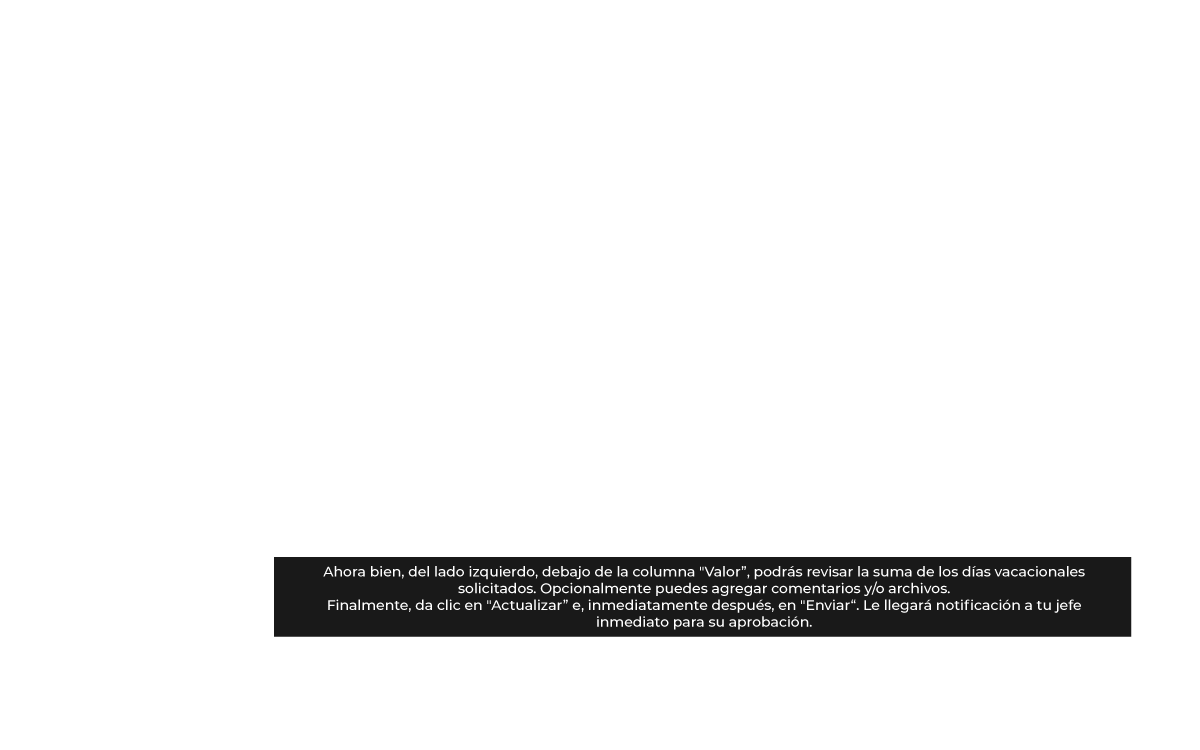 Ahora bien, del lado izquierdo, debajo de la columna "Valor”, podrás revisar la suma de los días vacacionales
solicitados. Opcionalmente puedes agregar comentarios y/o archivos.
Finalmente, da clic en "Actualizar” e, inmediatamente después, en "Enviar“. Le llegará notificación a tu jefe
inmediato para su aprobación.